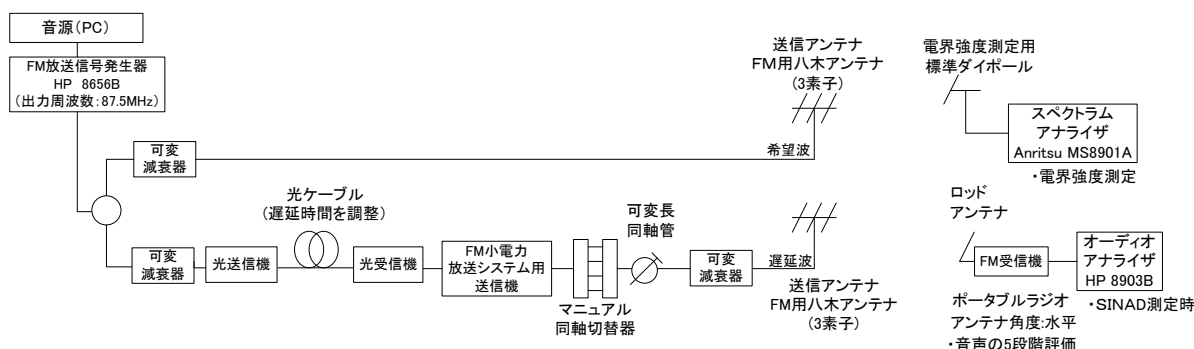 音源(PC)
FM放送信号発生器
HP 8656B
(出力周波数:87.5MHz)
可変
減衰器
希望波
送信アンテナ
FM用八木アンテナ
(3素子)
可変
減衰器
光送信機
光ケーブル
(遅延時間を調整)
光受信機
FM小電力
放送システム用
送信機
マニュアル
同軸切替器
可変長
同軸管
可変
減衰器
遅延波
送信アンテナ
FM用八木アンテナ
(3素子)
電界強度測定用
標準ダイポール
スペクトラム
アナライザ
Anritsu MS8901A
・電界強度測定
ロッド
アンテナ
FM受信機
オーディオ
アナライザ
HP 8903B
・SINAD測定時
ポータブルラジオ
アンテナ角度:水平
・音声の5段階評価